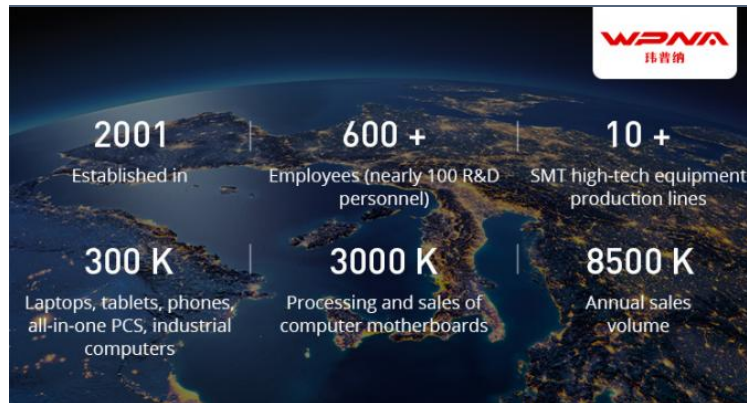 WPNA
玮普纳
2001
Established in
600 +
Employees (nearly 100 R&D
personnel)
10 +
SMT high-tech equipment
production lines
300 K
Laptops, tablets, phones,
all-in-one PCS, industrial
computers
3000 K
Processing and sales of
computer motherboards
8500 K
Annual sales
volume